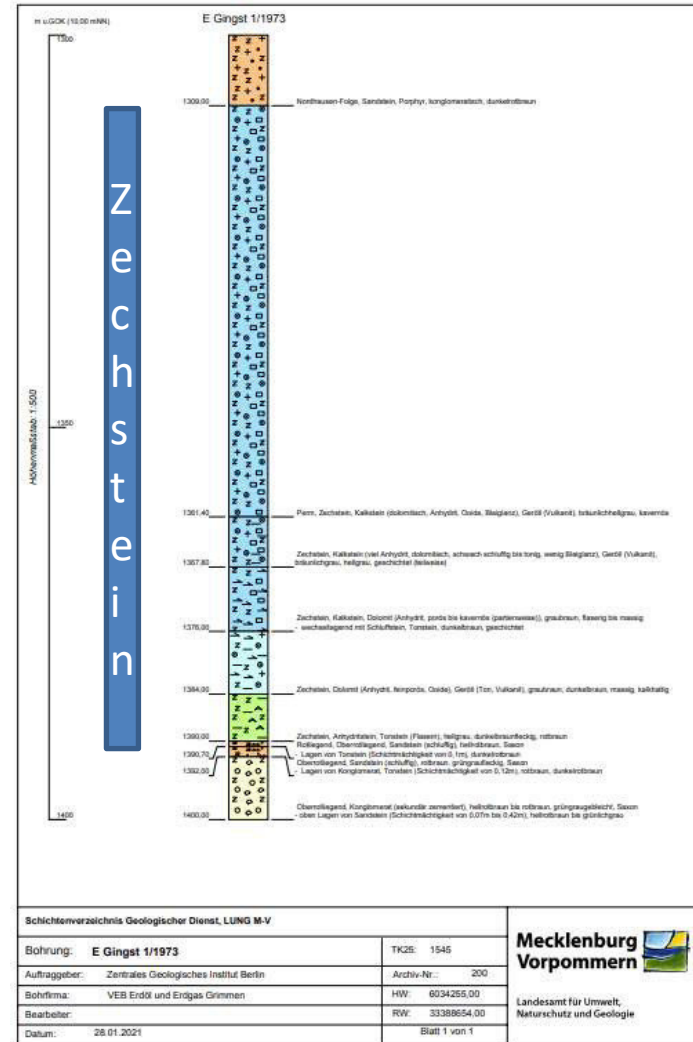 m u.GOK (10,00 mNN)
E Gingst 1/1973
1300
1309,00
Nordhausen-Folge, Sandstein, Porphyr, konglomeratisch, dunkelrotbraun
Zechstein
Höhenmaßstab: 1:500
1350
1361,40
Perm, Zechstein, Kalkstein (dolomitisch, Anhydrit, Ooide, Bleiglanz), Geröll (Vulkanit), bräunlichhellgrau, kavernös
1367,80
Zechstein, Kalkstein (viel Anhydrit, dolomitisch, schwach schluffig bis tonig, wenig Bleiglanz), Geröll (Vulkanit),
bräunlichgrau, hellgrau, geschichtet (teilweise)
1376,00
Zechstein, Kalkstein, Dolomit (Anhydrit, porös bis kavernös (partienweise)), graubraun, flaserig bis massig
- wechsellagernd mit Schluffstein, Tonstein, dunkelbraun, geschichtet
1384,00
Zechstein, Dolomit (Anhydrit, feinporös, Ooide), Geröll (Ton, Vulkanit), graubraun, dunkelbraun, massig, kalkhaltig
1390,00
Zechstein, Anhydritstein, Tonstein (Flasern), hellgrau, dunkelbraunfleckig, rotbraun
Rotliegend, Oberrotliegend, Sandstein (schluffig), hellrotbraun, Saxon
1390,70
- Lagen von Tonstein (Schichtmächtigkeit von 0,1m), dunkelrotbraun
Oberrotliegend, Sandstein (schluffig), rotbraun, grüngraufleckig, Saxon
1392,00
- Lagen von Konglomerat, Tonstein (Schichtmächtigkeit von 0,12m), rotbraun, dunkelrotbraun
Oberrotliegend, Konglomerat (sekundär zementiert), hellrotbraun bis rotbraun, grüngraugebleicht, Saxon
1400
1400,00
- oben Lagen von Sandstein (Schichtmächtigkeit von 0,07m bis 0,42m), hellrotbraun bis grünlichgrau
Schichtenverzeichnis Geologischer Dienst, LUNG M-V
Bohrung: E Gingst 1/1973
TK25: 1545
Auftraggeber: Zentrales Geologisches Institut Berlin
Archiv-Nr.: 200
Bohrfirma: VEB Erdöl und Erdgas Grimmen
HW: 6034255,00
Bearbeiter:
RW: 33388654,00
Datum: 28.01.2021
Blatt 1 von 1
Mecklenburg
Vorpommern
Landesamt für Umwelt,
Naturschutz und Geologie